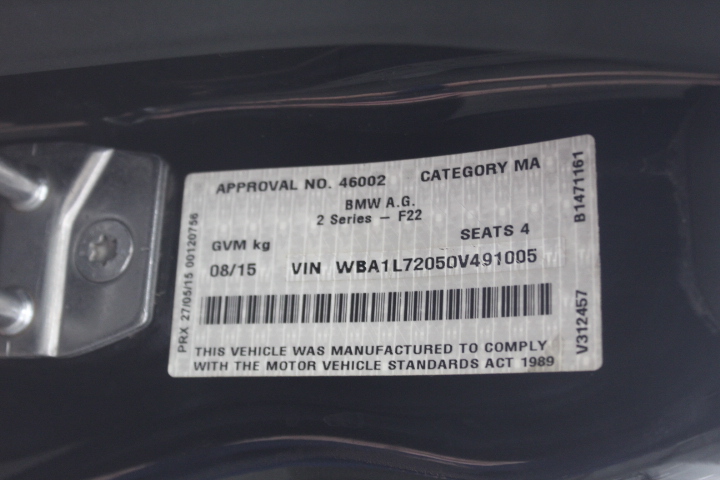 APPROVAL NO. 46002 CATEGORY MA
BMW A.G.
2 Series - F22
GVM kg SEATS 4
08/15 VIN WBA1L72050V491005
THIS VEHICLE WAS MANUFACTURED TO COMPLY
WITH THE MOTOR VEHICLE STANDARDS ACT 1989
PRX 27/05/15 00120756
B1471161
V312457